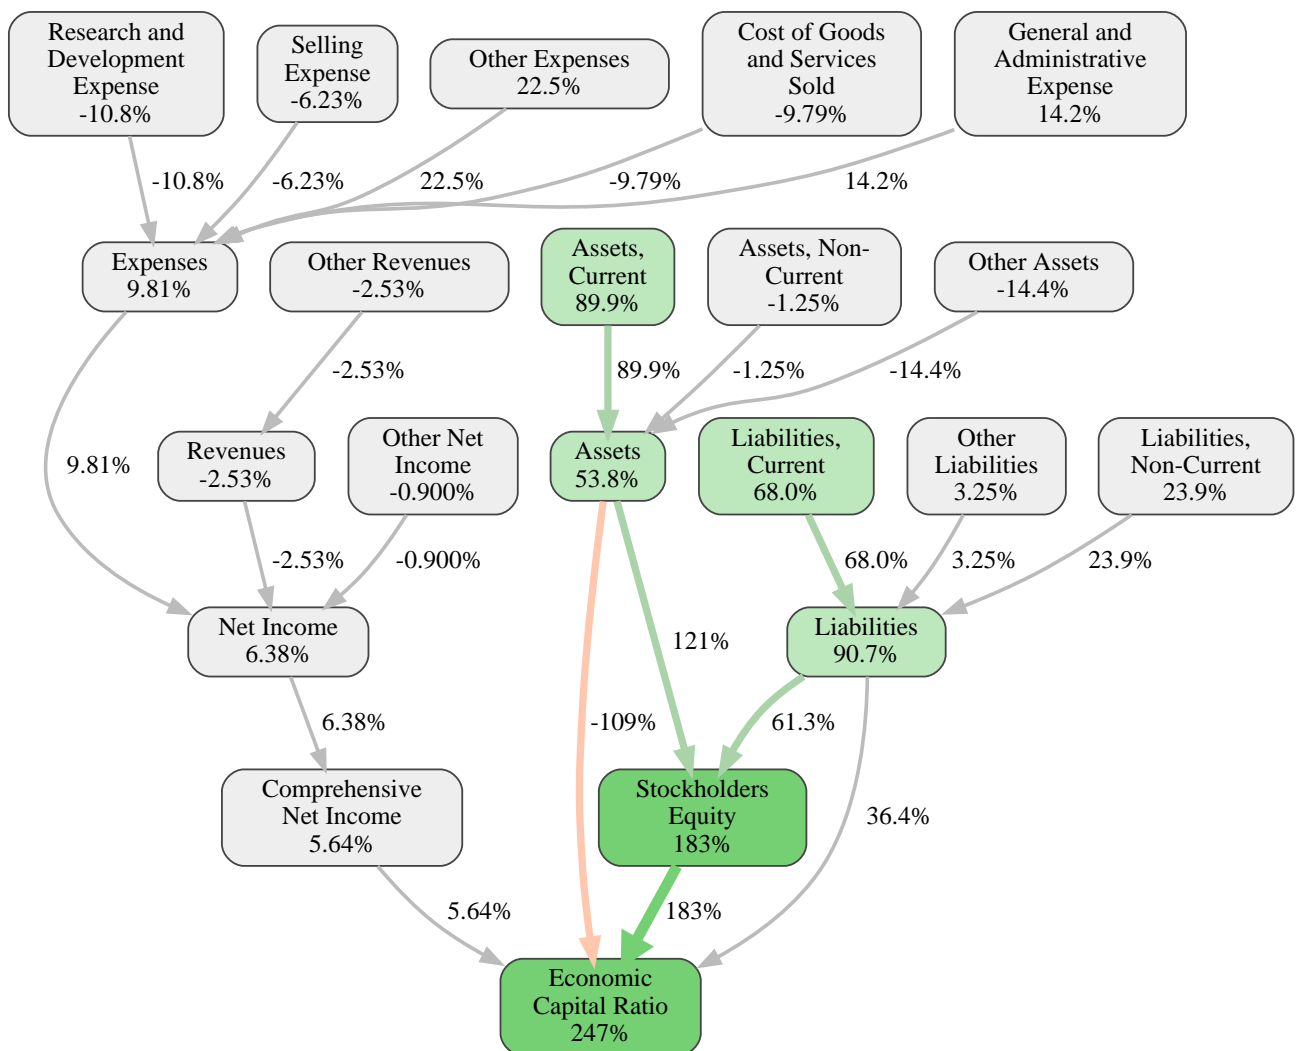 Research and
Development
Expense
-10.8%
Selling
Expense
-6.23%
Other Expenses
22.5%
Cost of Goods
and Services
Sold
-9.79%
General and
Administrative
Expense
14.2%
-10.8%
-6.23%
22.5%
-9.79%
14.2%
Expenses
9.81%
Other Revenues
-2.53%
Assets,
Current
89.9%
Assets, Non-
Current
-1.25%
Other Assets
-14.4%
-2.53%
89.9%
-1.25%
-14.4%
9.81%
Revenues
-2.53%
Other Net
Income
-0.900%
Assets
53.8%
Liabilities,
Current
68.0%
Other
Liabilities
3.25%
Liabilities,
Non-Current
23.9%
-2.53%
-0.900%
68.0%
3.25%
23.9%
Net Income
6.38%
121%
Liabilities
90.7%
6.38%
-109%
61.3%
Comprehensive
Net Income
5.64%
Stockholders
Equity
183%
36.4%
5.64%
183%
Economic
Capital Ratio
247%